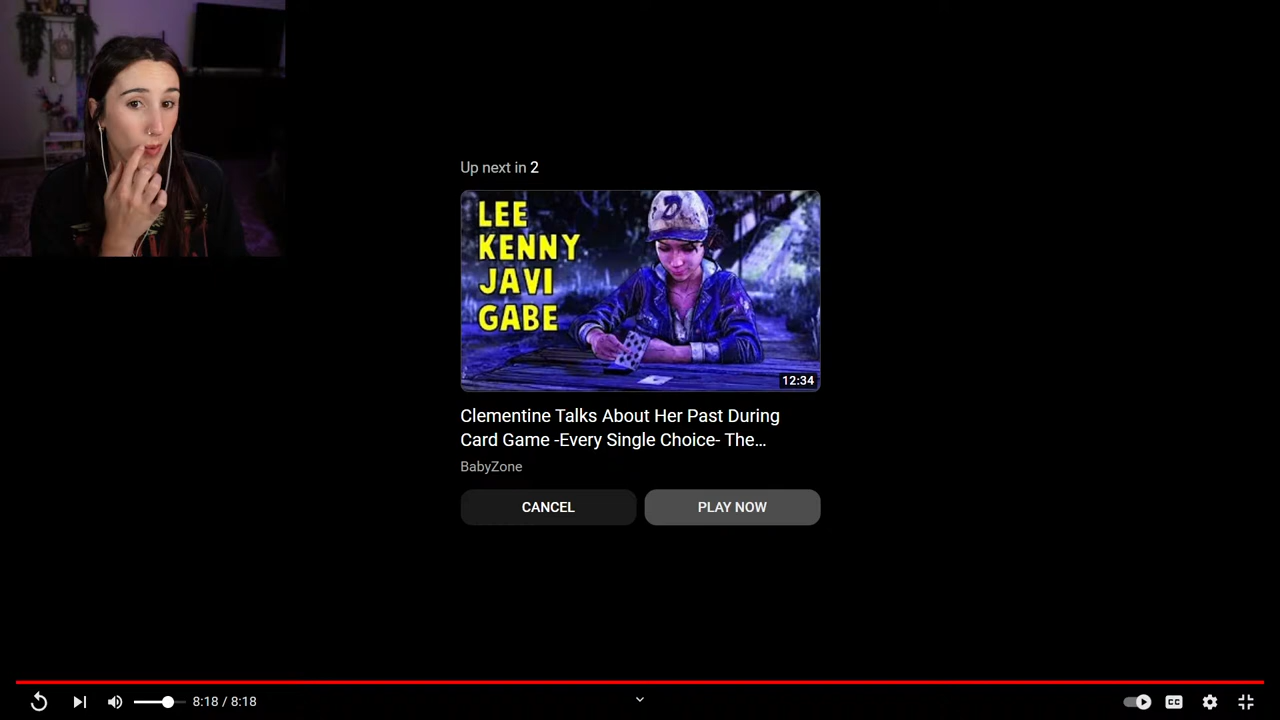 Up next in 2
LEE
KENNY
JAVI
GABE
D
12:34
Clementine Talks About Her Past During
Card Game -Every Single Choice- The...
BabyZone
CANCEL
PLAY NOW
8:18 / 8:18
CC